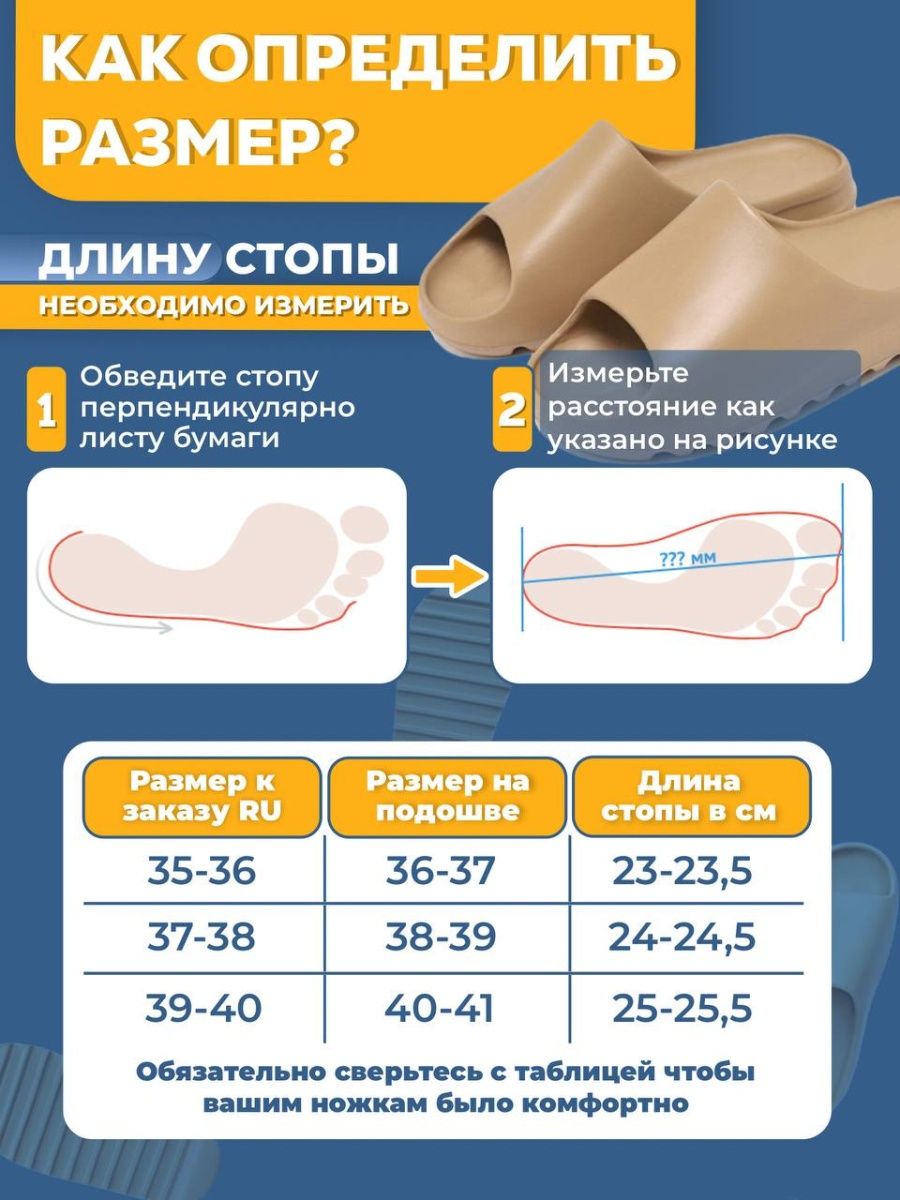 КАК ОПРЕДЕЛИТЬ
РАЗМЕР?
ДЛИНУ СТОПЫ
НЕОБХОДИМО ИЗМЕРИТЬ
1
Обведите стопу
перпендикулярно
листу бумаги
2
Измерьте
расстояние как
указано на рисунке
??? мм
Размер к
заказу RU
Размер на
подошве
Длина
стопы в см
35-36 36-37 23-23,5
37-38 38-39 24-24,5
39-40 40-41 25-25,5
Обязательно сверьтесь с таблицей чтобы
вашим ножкам было комфортно